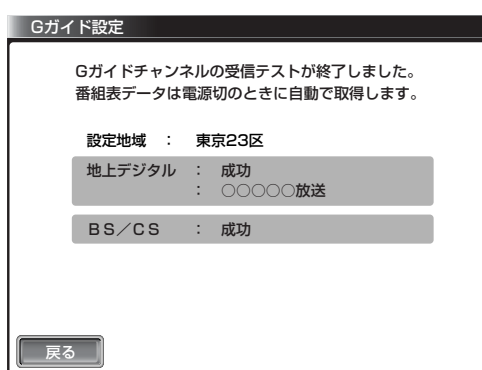 Gガイド設定
Gガイドチャンネルの受信テストが終了しました。
番組表データは電源切のときに自動で取得します。
設定地域 : 東京23区
地上デジタル : 成功
: ○○○○○放送
BS/CS : 成功
戻る